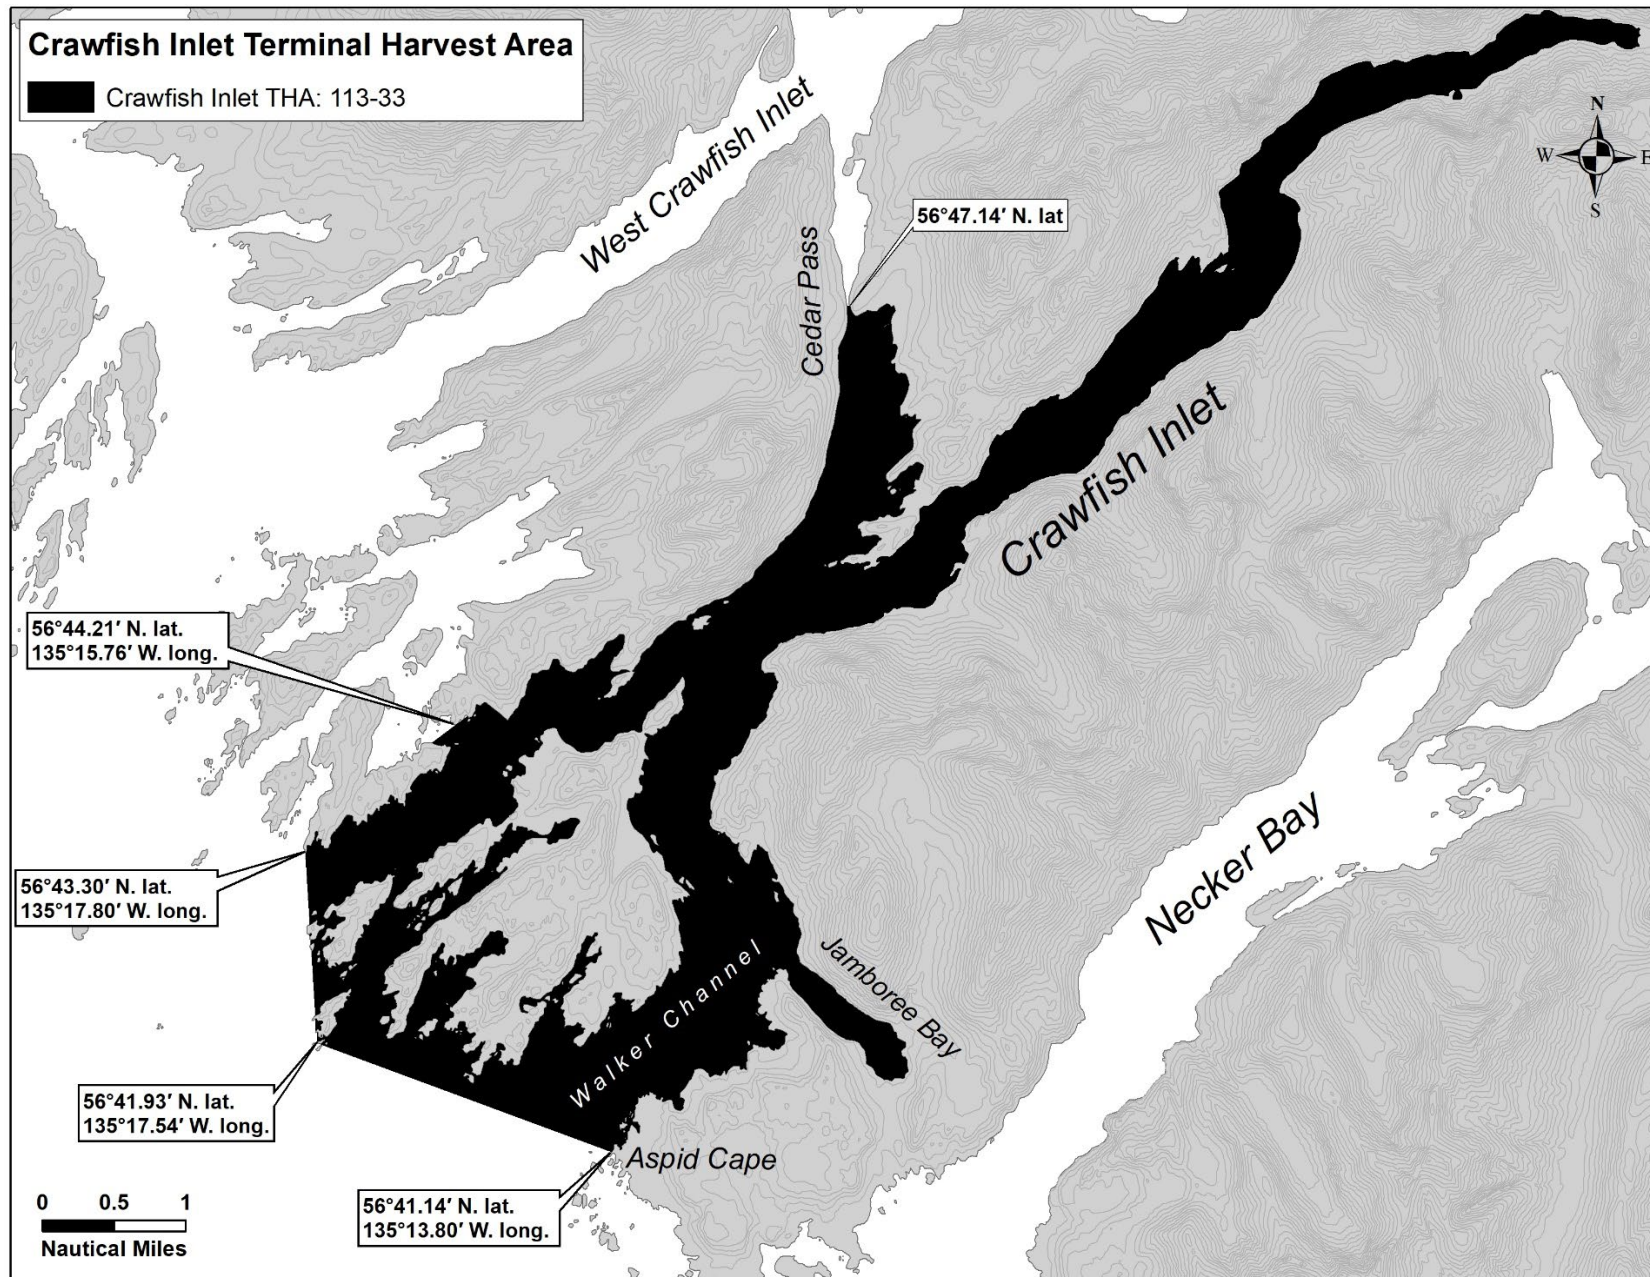 Crawfish Inlet Terminal Harvest Area
Crawfish Inlet THA: 113-33
West Crawfish Inlet
N
W
E
S
56°47.14′ N. lat
Cedar Pass
Crawfish Inlet
56°44.21′ N. lat.
135°15.76′ W. long.
Necker Bay
56°43.30′ N. lat.
135°17.80′ W. long.
Walker Channel
Jamboree Bay
56°41.93′ N. lat.
135°17.54′ W. long.
Aspid Cape
56°41.14′ N. lat.
135°13.80′ W. long.
0 0.5 1
Nautical Miles